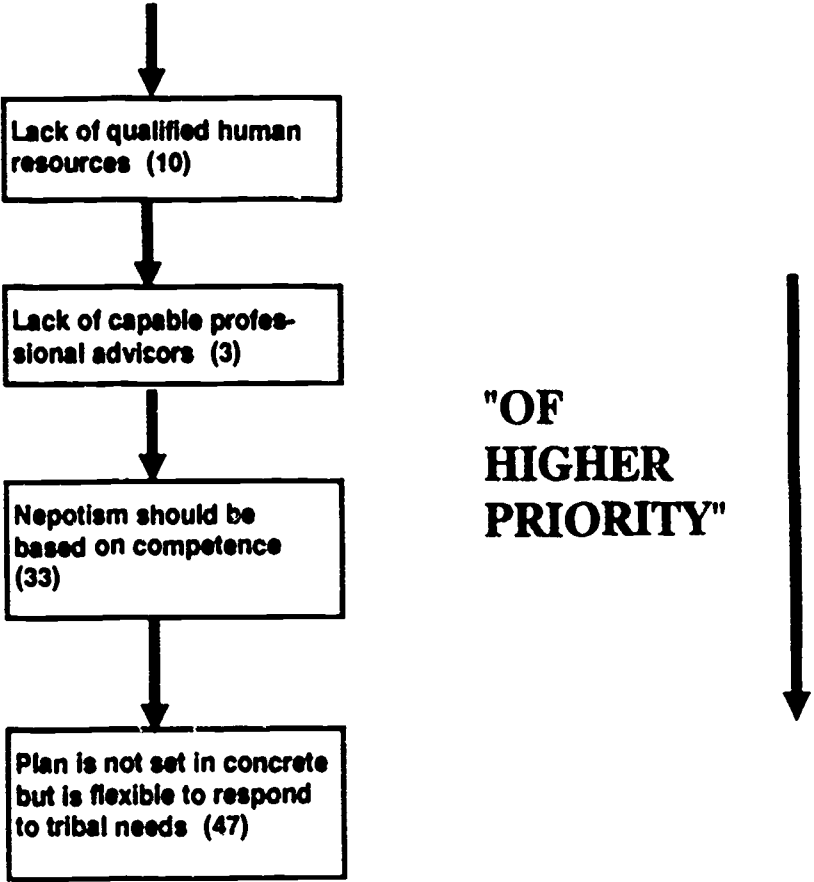 Lack of qualified human
resources (10)
Lack of capable profes-
sional advisors (3)
Nepotism should be
based on competence
(33)
Plan is not set in concrete
but is flexible to respond
to tribal needs (47)
"OF
HIGHER
PRIORITY"